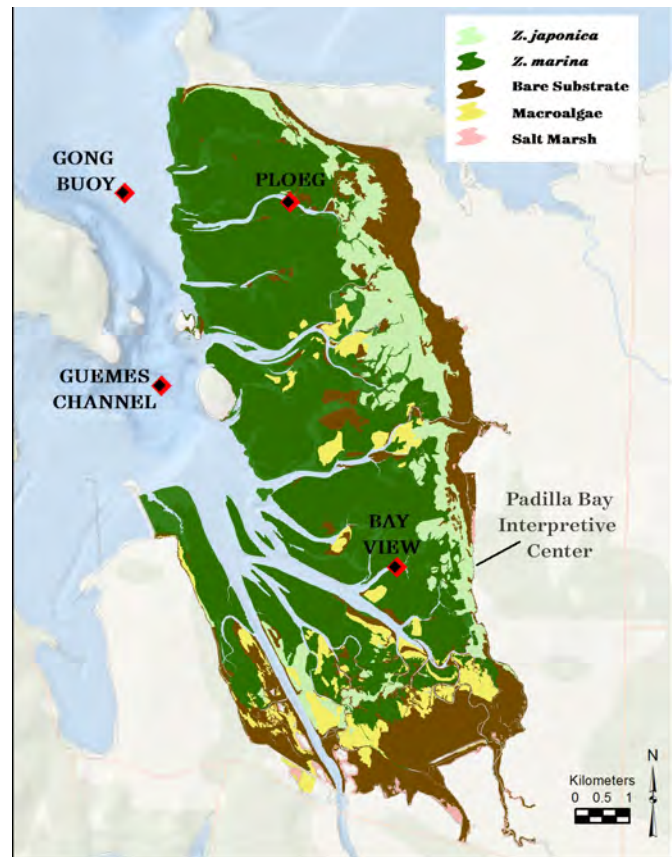 Z. japonica
Z. marina
Bare Substrate
Macroalgae
Salt Marsh
GONG
BUOY
PLOEG
GUEMES
CHANNEL
BAY
VIEW
Padilla Bay
Interpretive
Center
N
Kilometers
0 0.5 1